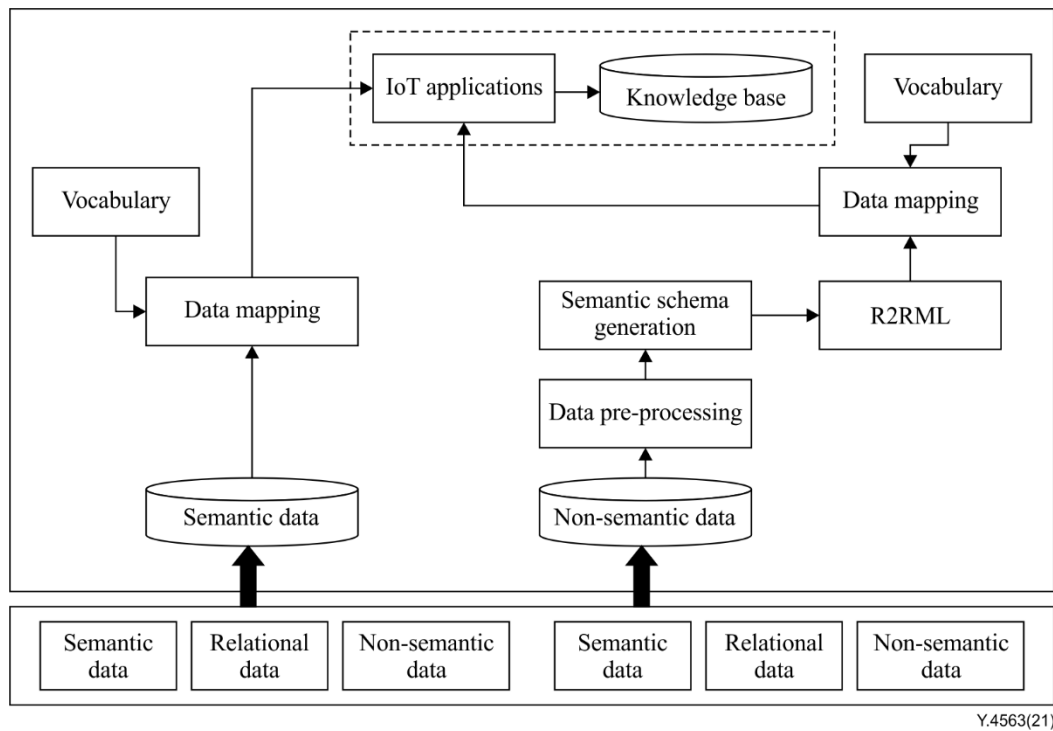 IoT applications
Knowledge base
Vocabulary
Vocabulary
Data mapping
Data mapping
Semantic schema
generation
R2RML
Data pre-processing
Semantic data
Non-semantic data
Semantic
data
Relational
data
Non-semantic
data
Semantic
data
Relational
data
Non-semantic
data
Y.4563(21)